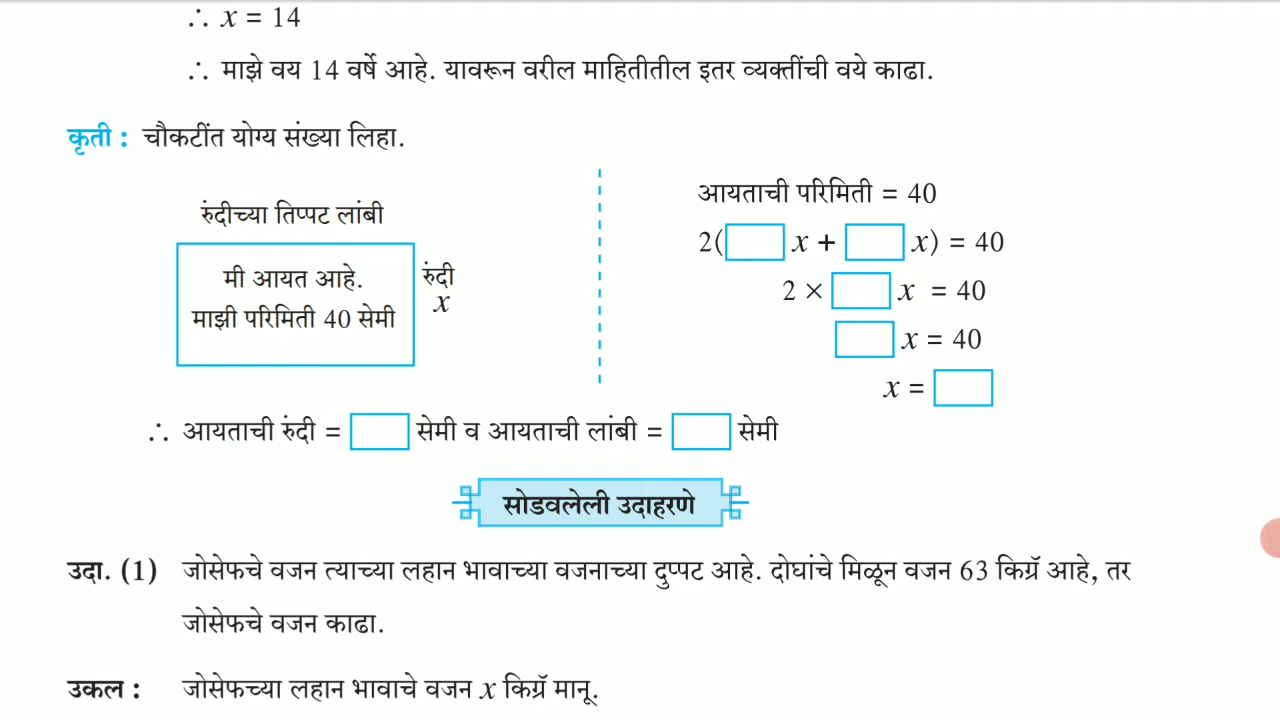 ∴ x = 14
∴ माझे वय 14 वर्षे आहे. यावरून वरील माहितीतील इतर व्यक्तींची वये काढा.
कृती : चौकटींत योग्य संख्या लिहा.
रुंदीच्या तिप्पट लांबी
मी आयत आहे.
माझी परिमिती 40 सेमी
रुंदी
x
आयताची परिमिती = 40
2(☐ x + ☐ x) = 40
2 × ☐ x = 40
☐ x = 40
x = ☐
∴ आयताची रुंदी = ☐ सेमी व आयताची लांबी = ☐ सेमी
सोडवलेली उदाहरणे
उदा. (1) जोसेफचे वजन त्याच्या लहान भावाच्या वजनाच्या दुप्पट आहे. दोघांचे मिळून वजन 63 किग्रॅ आहे, तर
जोसेफचे वजन काढा.
उकल : जोसेफच्या लहान भावाचे वजन x किग्रॅ मानू.